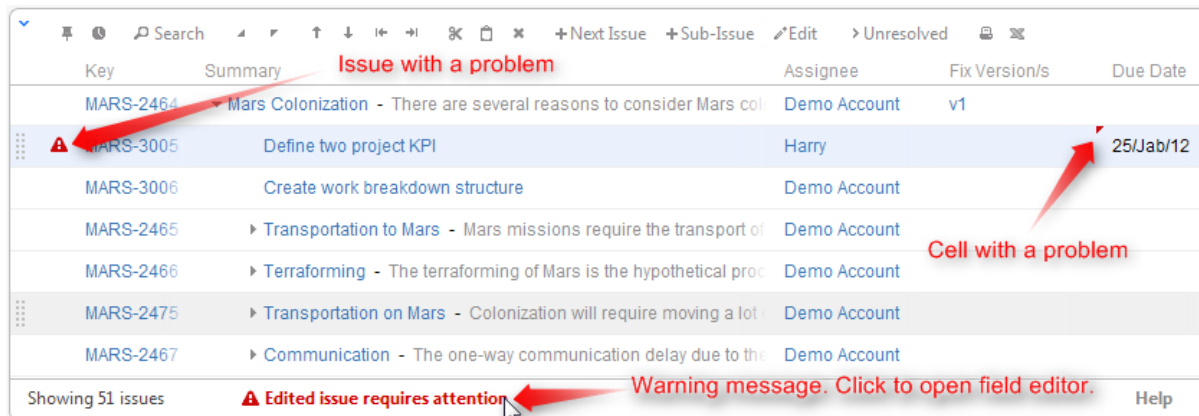 Search + Next Issue + Sub-Issue Edit > Unresolved
Issue with a problem
Key Summary Assignee Fix Version/s Due Date
MARS-2464 Mars Colonization - There are several reasons to consider Mars col Demo Account v1
MARS-3005 Define two project KPI Harry 25/Jab/12
MARS-3006 Create work breakdown structure Demo Account
MARS-2465 Transportation to Mars - Mars missions require the transport of Demo Account
Cell with a problem
MARS-2466 Terraforming - The terraforming of Mars is the hypothetical proc Demo Account
MARS-2475 Transportation on Mars - Colonization will require moving a lot Demo Account
MARS-2467 Communication - The one-way communication delay due to the Demo Account
Showing 51 issues Edited issue requires attention Warning message. Click to open field editor. Help